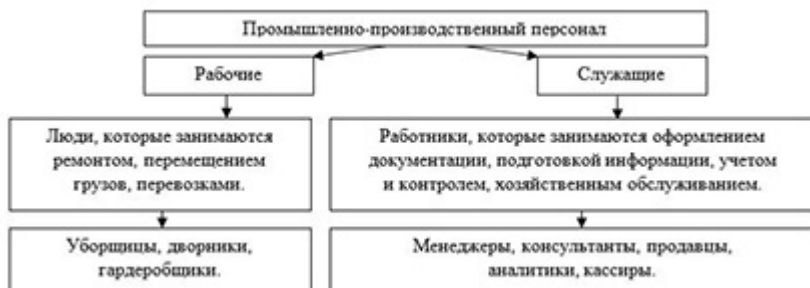 Промышленно-производственный персонал
Рабочие
Служащие
Люди, которые занимаются
ремонтом, перемещением
грузов, перевозками.
Работники, которые занимаются оформлением
документации, подготовкой информации, учетом
и контролем, хозяйственным обслуживанием.
Уборщицы, дворники,
гардеробщики.
Менеджеры, консультанты, продавцы,
аналитики, кассиры.